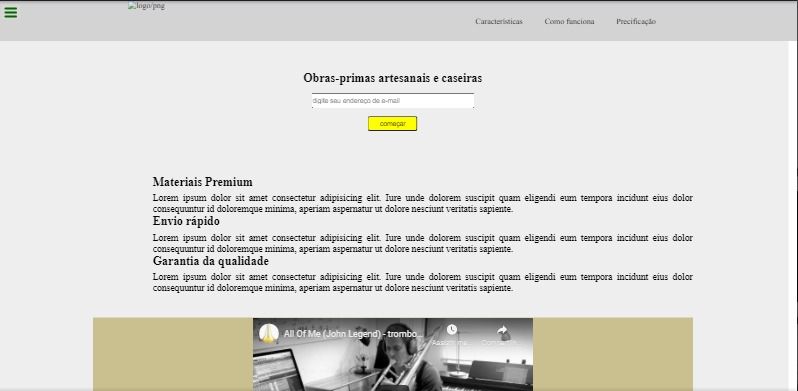 logo/png
Características Como funciona Precificação
Obras-primas artesanais e caseiras
digite seu endereço de e-mail
começar
Materiais Premium
Lorem ipsum dolor sit amet consectetur adipisicing elit. Iure unde dolorem suscipit quam eligendi eum tempora incidunt eius dolor
consequuntur id doloremque minima, aperiam aspernatur ut dolore nesciunt veritatis sapiente.
Envio rápido
Lorem ipsum dolor sit amet consectetur adipisicing elit. Iure unde dolorem suscipit quam eligendi eum tempora incidunt eius dolor
consequuntur id doloremque minima, aperiam aspernatur ut dolore nesciunt veritatis sapiente.
Garantia da qualidade
Lorem ipsum dolor sit amet consectetur adipisicing elit. Iure unde dolorem suscipit quam eligendi eum tempora incidunt eius dolor
consequuntur id doloremque minima, aperiam aspernatur ut dolore nesciunt veritatis sapiente.
All Of Me (John Legend) - trombo...